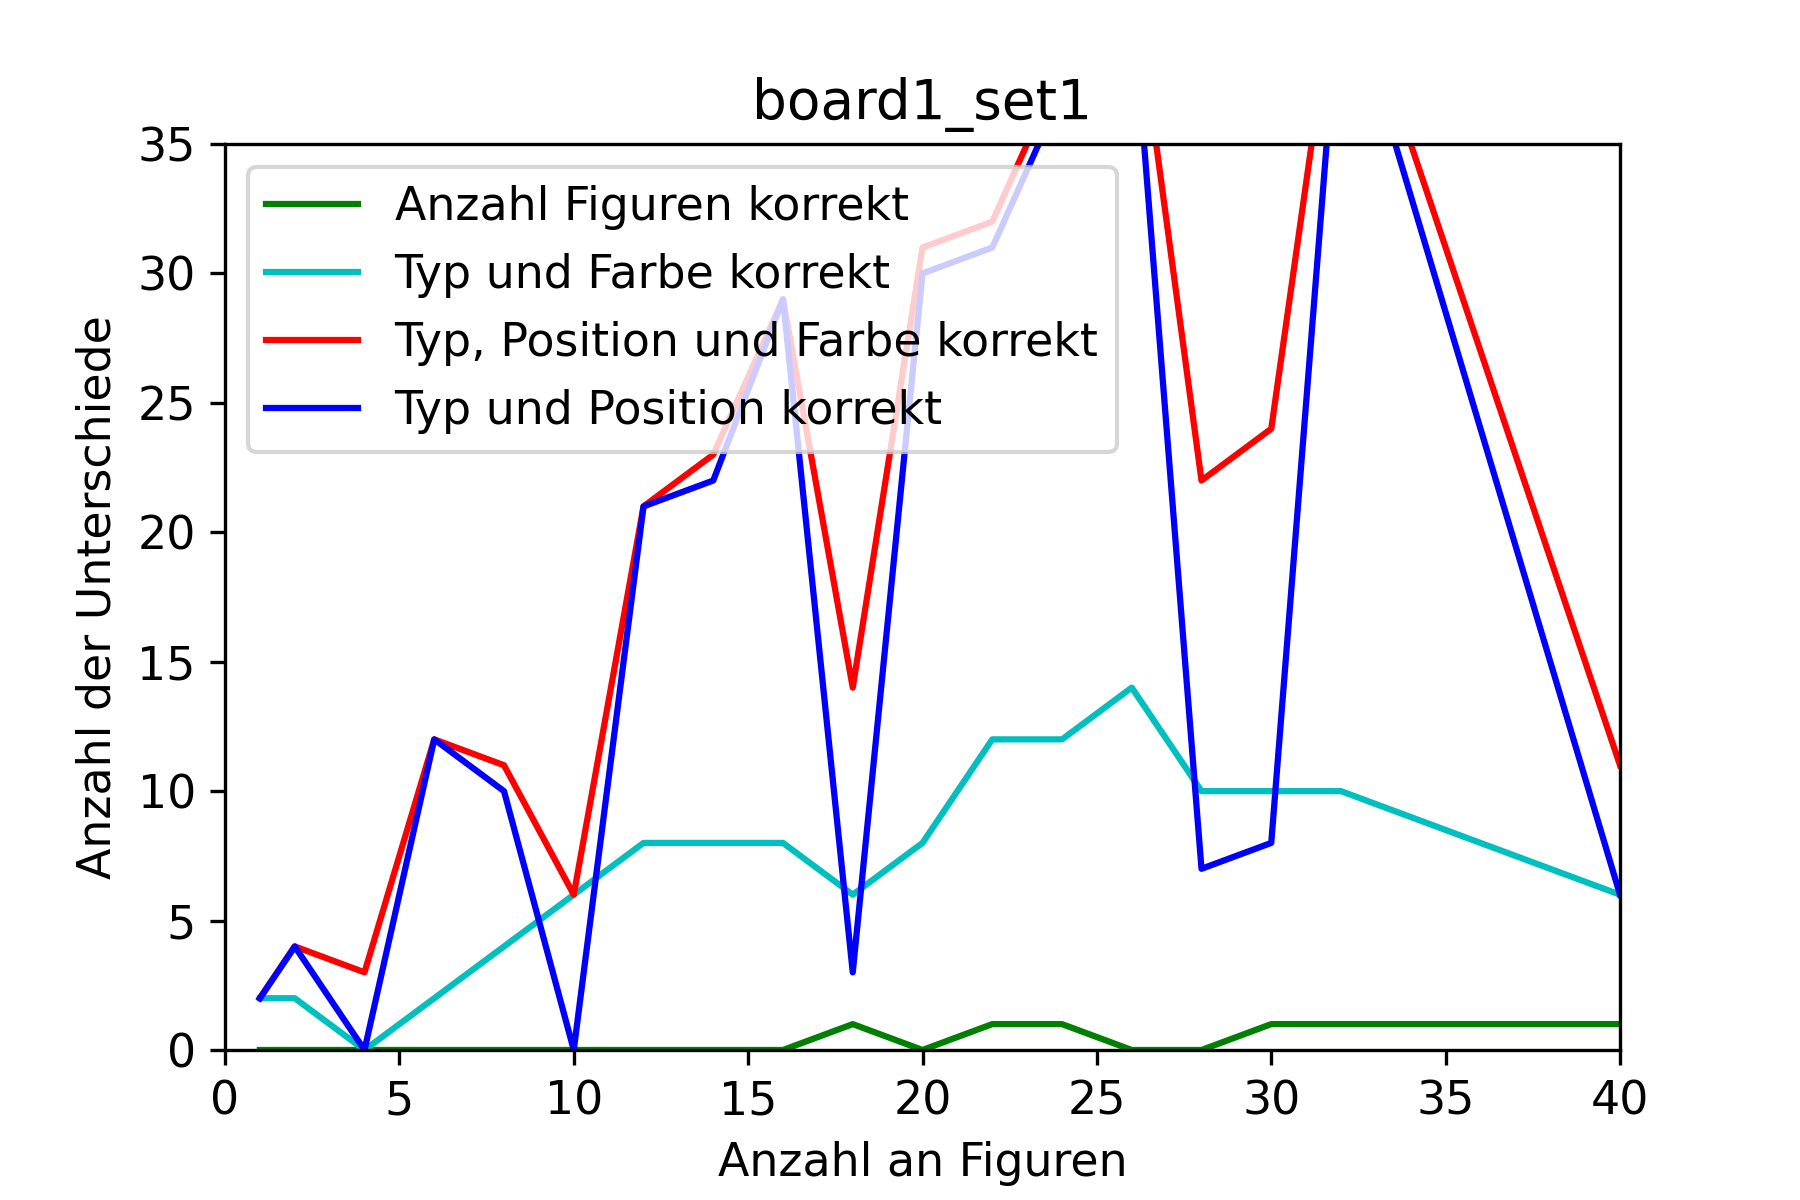 board1_set1
35
30
25
20
15
10
5
0
Anzahl der Unterschiede
Anzahl Figuren korrekt
Typ und Farbe korrekt
Typ, Position und Farbe korrekt
Typ und Position korrekt
0 5 10 15 20 25 30 35 40
Anzahl an Figuren